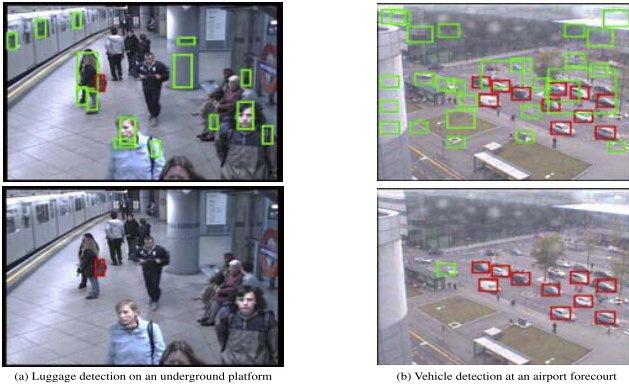 (a) Luggage detection on an underground platform
(b) Vehicle detection at an airport forecourt